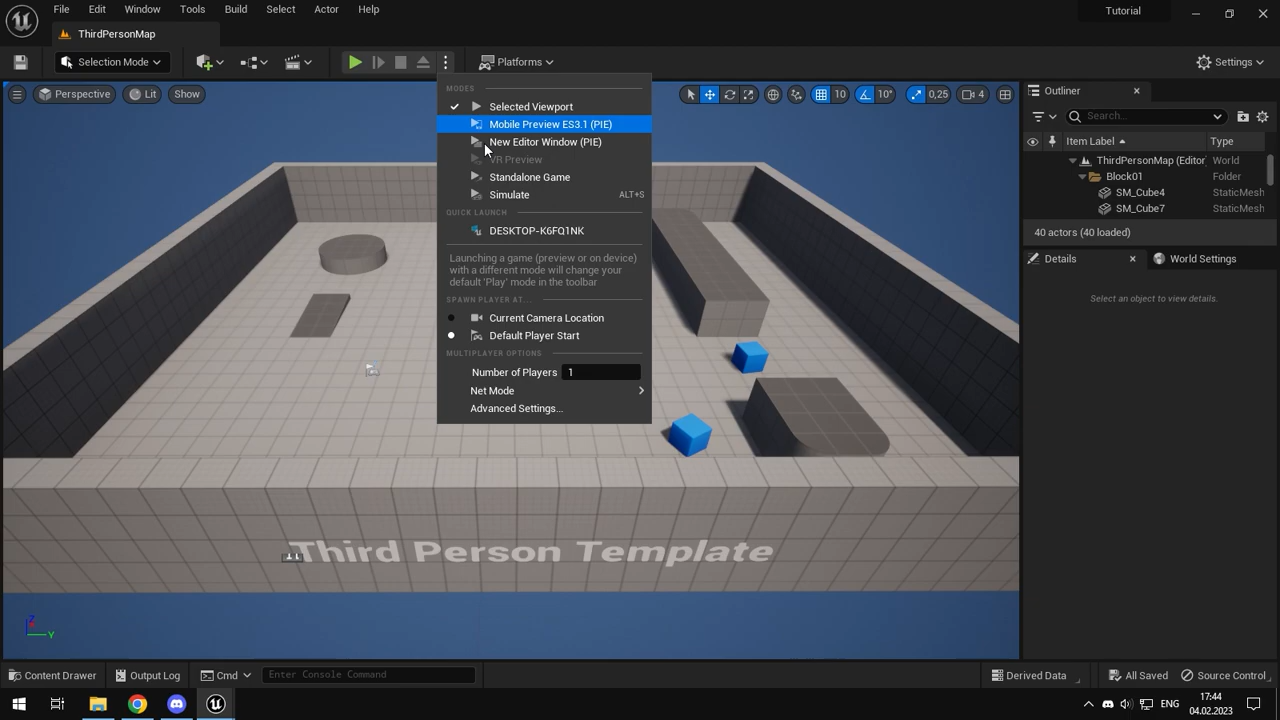 File Edit Window Tools Build Select Actor Help
Tutorial
ThirdPersonMap
Selection Mode
Platforms
Settings
Perspective
Lit
Show
10
10°
0,25
4
MODES
Selected Viewport
Mobile Preview ES3.1 (PIE)
New Editor Window (PIE)
VR Preview
Standalone Game
Simulate ALT+S
QUICK LAUNCH
DESKTOP-K6FQ1NK
Launching a game (preview or on device)
with a different mode will change your
default 'Play' mode in the toolbar
SPAWN PLAYER AT...
Current Camera Location
Default Player Start
MULTIPLAYER OPTIONS
Number of Players 1
Net Mode
Advanced Settings...
Outliner
Search...
Item Label Type
ThirdPersonMap (Editor World
Block01 Folder
SM_Cube4 StaticMesh
SM_Cube7 StaticMesh
40 actors (40 loaded)
Details
World Settings
Select an object to view details.
Third Person Template
Z
Y
Content Drawer
Output Log
Cmd
Enter Console Command
Derived Data
All Saved
Source Control
ENG
17:44
04.02.2023